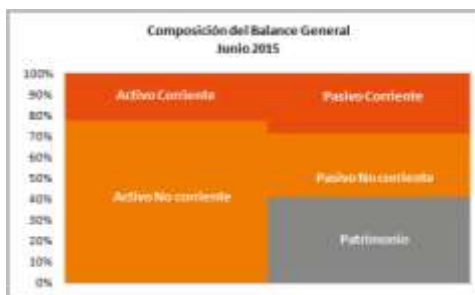 Composición del Balance General
Junio 2015
100%
90%
80%
70%
60%
50%
40%
30%
20%
10%
0%
Activo Corriente
Pasivo Corriente
Activo No corriente
Pasivo No corriente
Patrimonio